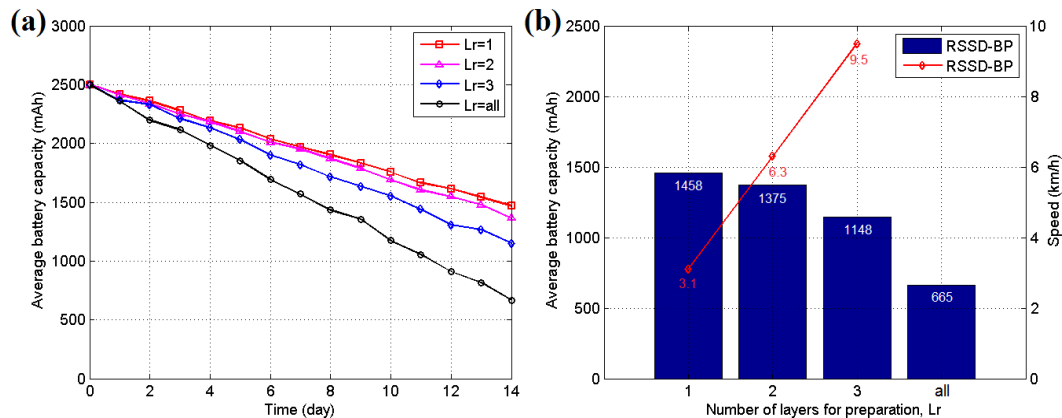 (a)
Average battery capacity (mAh)
3000
2500
2000
1500
1000
500
0
0 2 4 6 8 10 12 14
Time (day)
Lr=1
Lr=2
Lr=3
Lr=all
(b)
Average battery capacity (mAh)
2500
2000
1500
1000
500
0
RSSD-BP
RSSD-BP
1458
1375
1148
665
3.1
6.3
9.5
1 2 3 all
Number of layers for preparation, Lr
10
8
6
4
2
0
Speed (km/h)